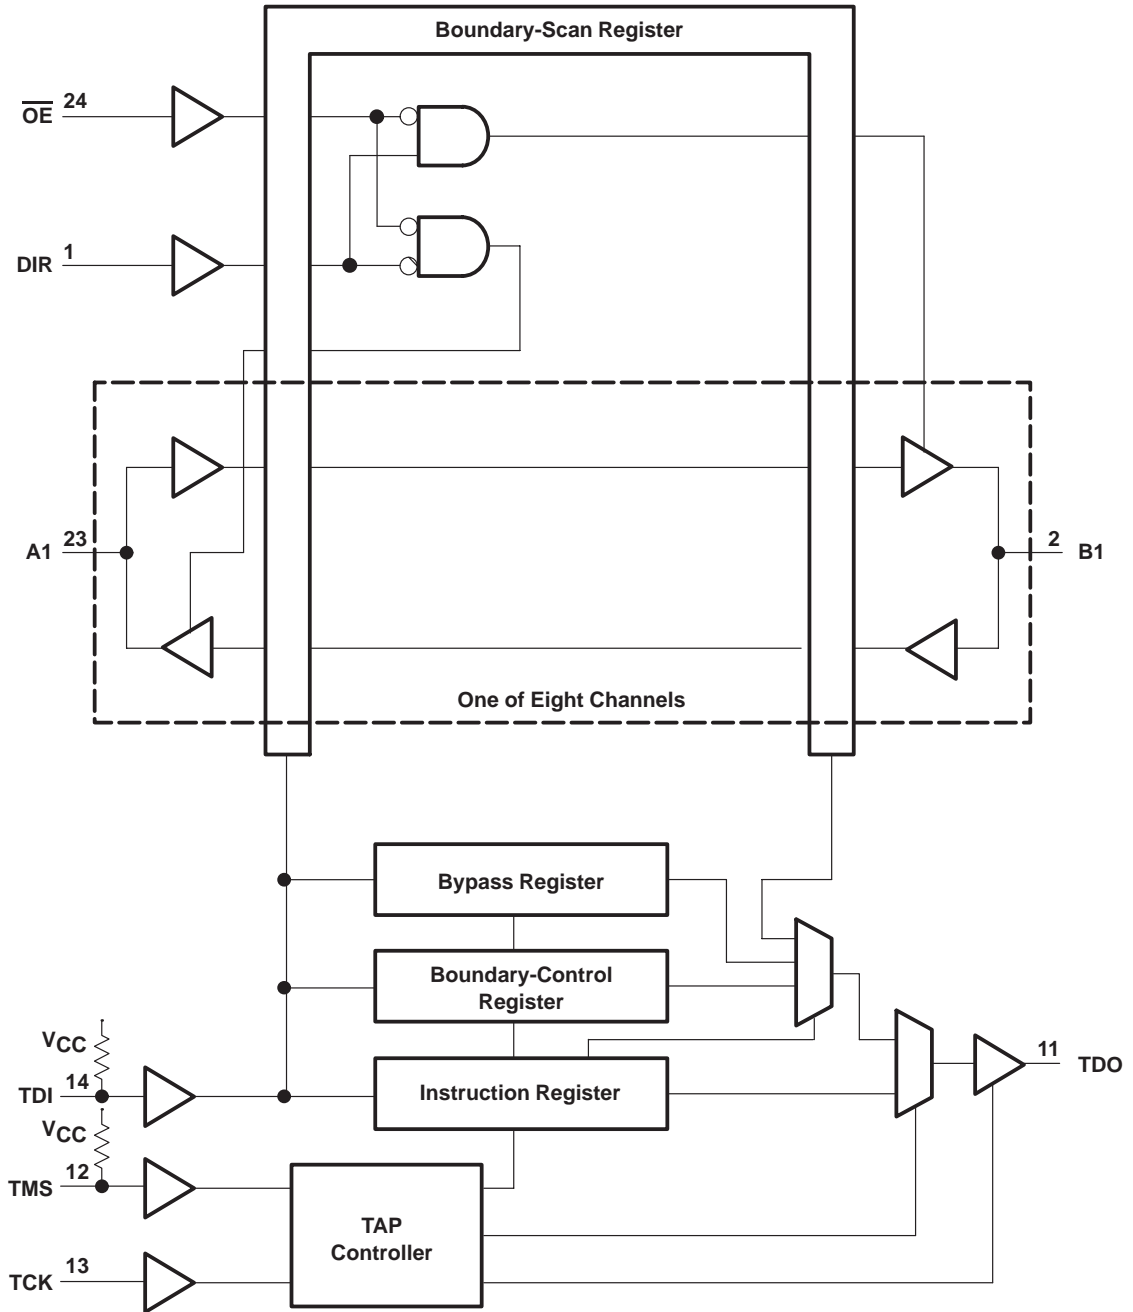 Boundary-Scan Register
OE 24
DIR 1
A1 23
2 B1
One of Eight Channels
Bypass Register
Boundary-Control
Register
VCC
TDI 14
Instruction Register
11 TDO
VCC
TMS 12
TAP
Controller
TCK 13